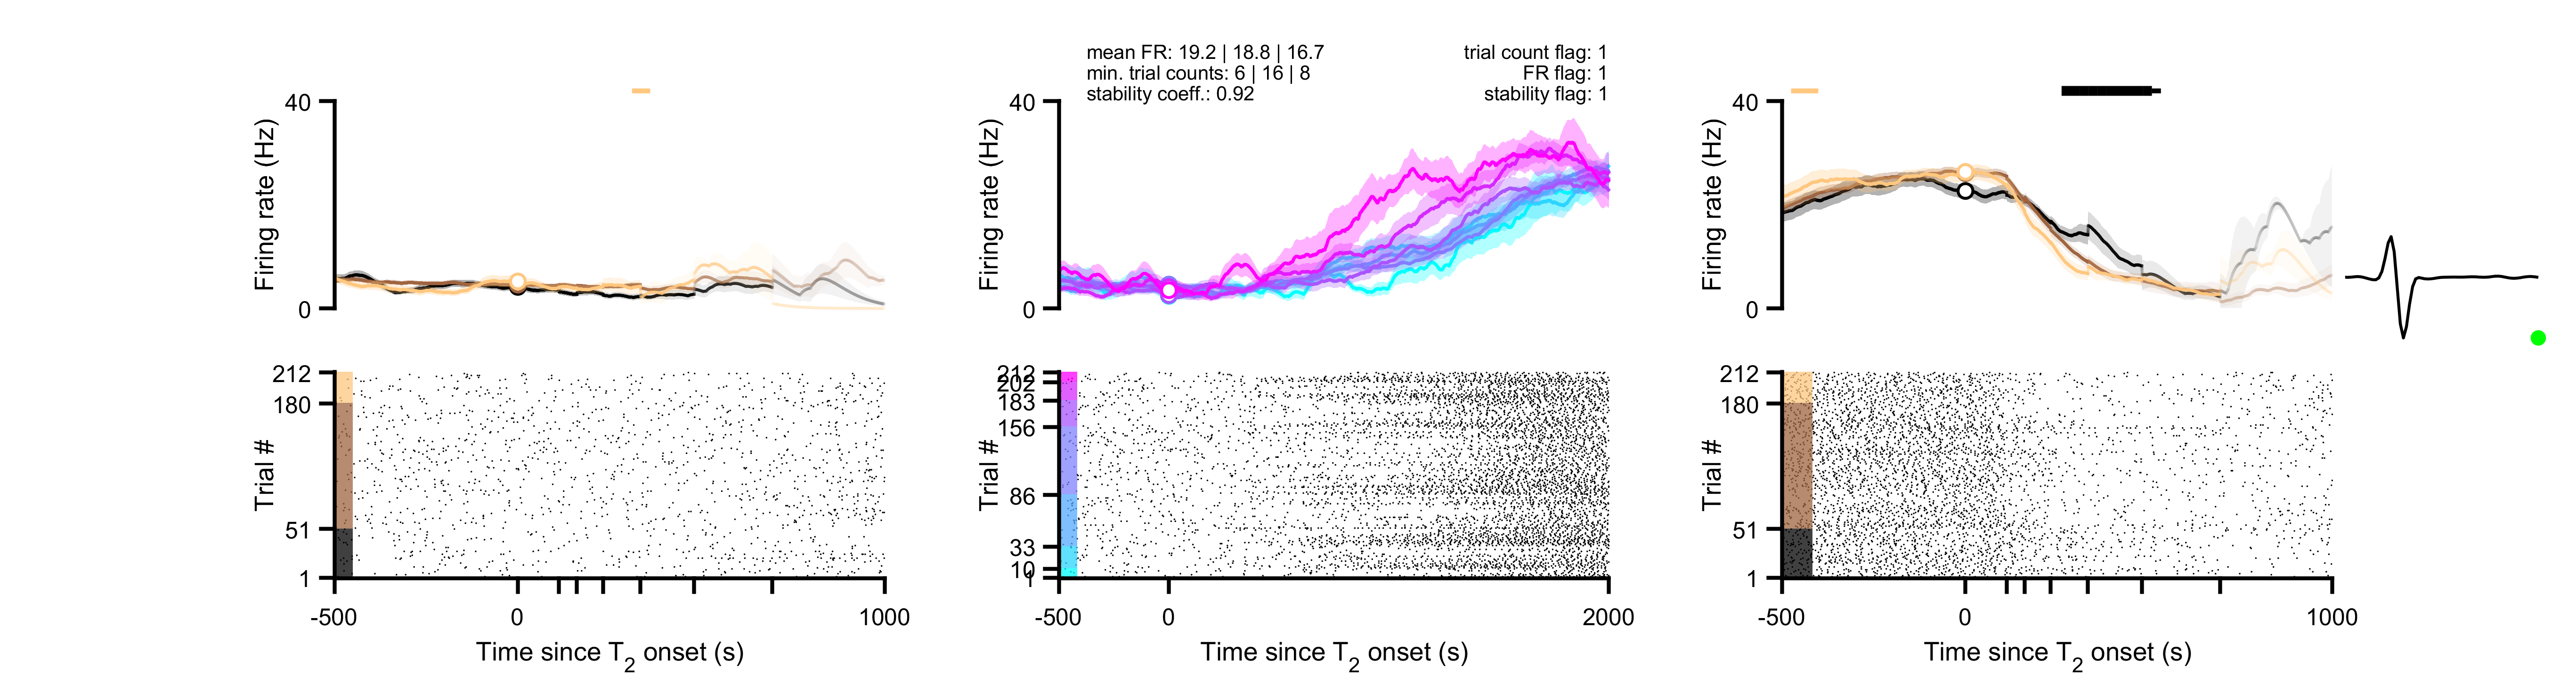 mean FR: 19.2 | 18.8 | 16.7
min. trial counts: 6 | 16 | 8
stability coeff.: 0.92
trial count flag: 1
FR flag: 1
stability flag: 1
40
Firing rate (Hz)
0
40
Firing rate (Hz)
0
40
Firing rate (Hz)
0
212
180
Trial #
51
1
-500
0
1000
Time since T2 onset (s)
212
202
183
156
Trial #
86
33
10
1
-500
0
2000
Time since T2 onset (s)
212
180
Trial #
51
1
-500
0
1000
Time since T2 onset (s)